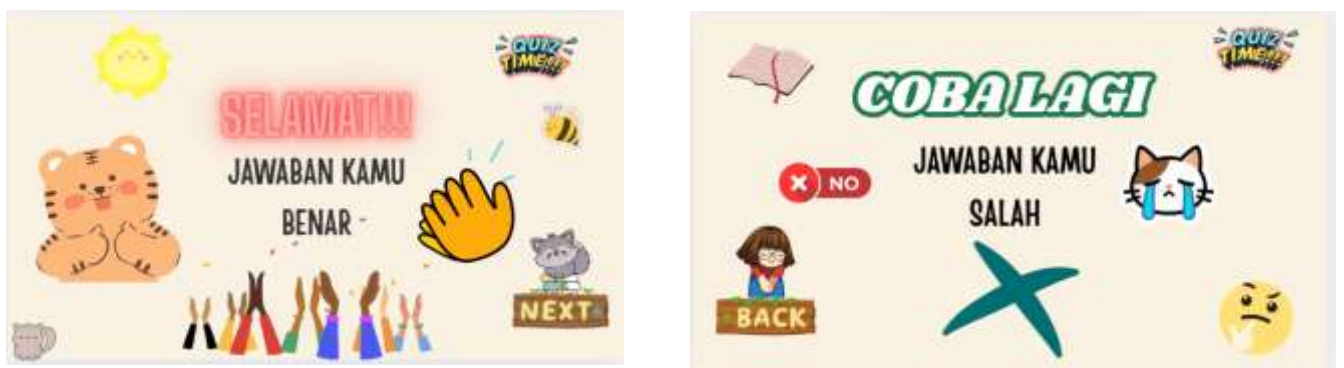 QUIZ
TIME!!!
SELAMAT!!!
JAWABAN KAMU
BENAR
NEXT
QUIZ
TIME!!!
COBA LAGI
NO
JAWABAN KAMU
SALAH
BACK